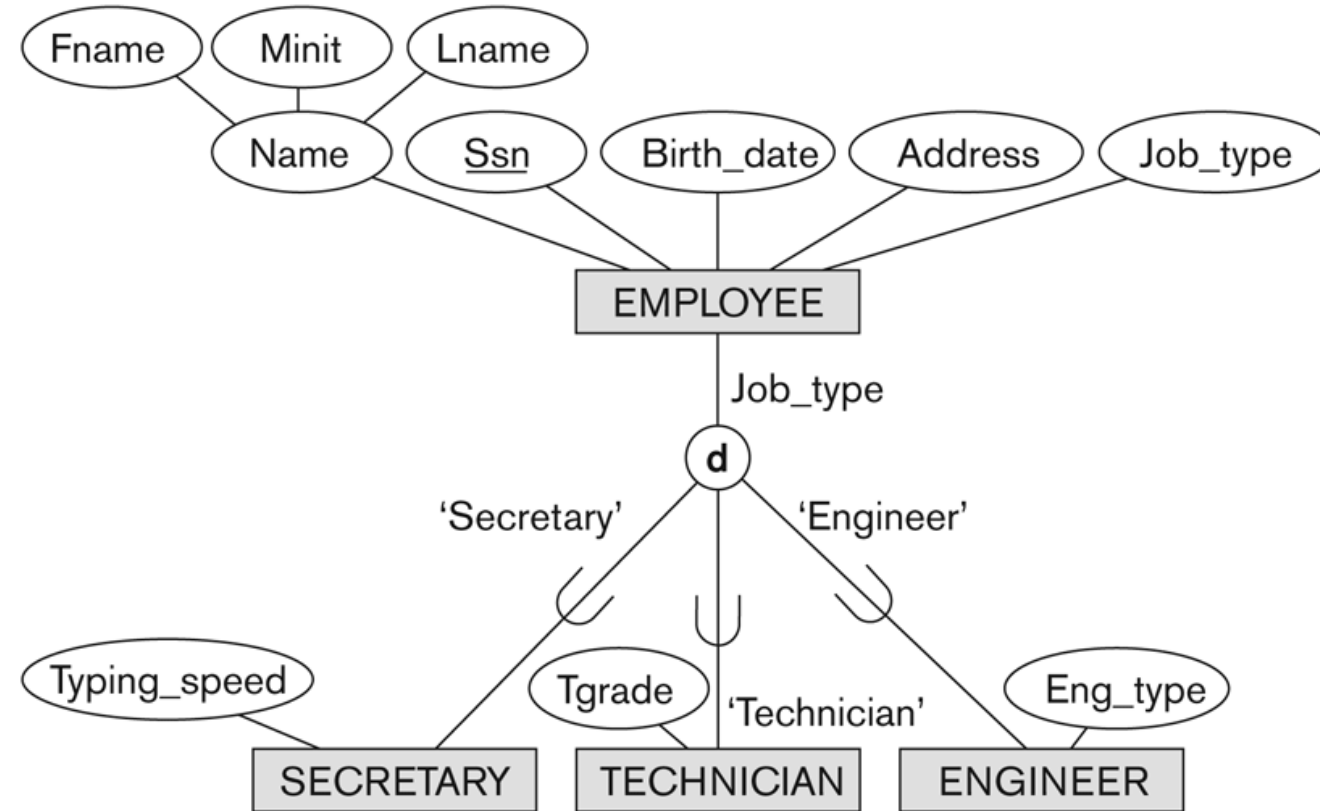 Fname Minit Lname
Name Ssn Birth_date Address Job_type
EMPLOYEE
Job_type
d
‘Secretary’ ‘Engineer’
Typing_speed Tgrade Eng_type
‘Technician’
SECRETARY TECHNICIAN ENGINEER